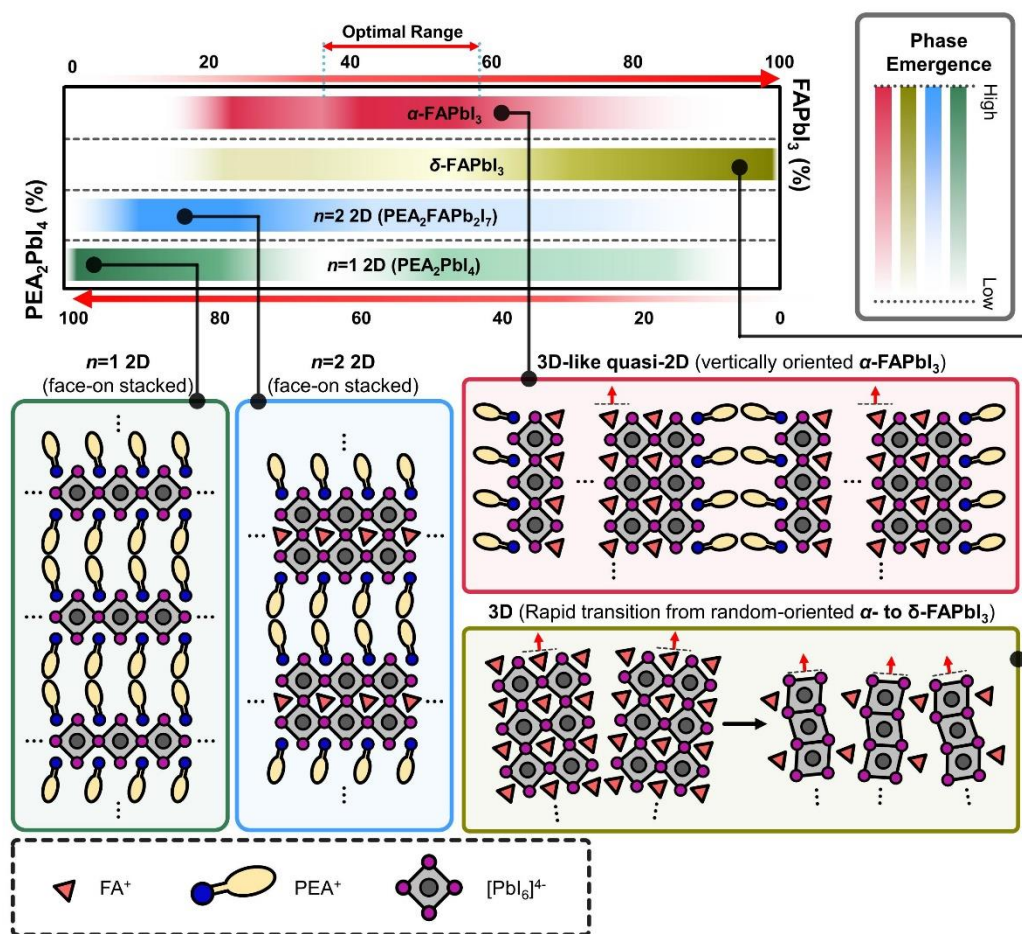 Optimal Range
0 20 40 60 80 100
α-FAPbI₃
δ-FAPbI₃
n=2 2D (PEA₂FAPb₂I₇)
n=1 2D (PEA₂PbI₄)
PEA₂PbI₄ (%)
FAPbI₃ (%)
100 80 60 40 20 0
Phase
Emergence
High
Low
n=1 2D
(face-on stacked)
n=2 2D
(face-on stacked)
3D-like quasi-2D (vertically oriented α-FAPbI₃)
3D (Rapid transition from random-oriented α- to δ-FAPbI₃)
FA⁺
PEA⁺
[PbI₆]⁴⁻